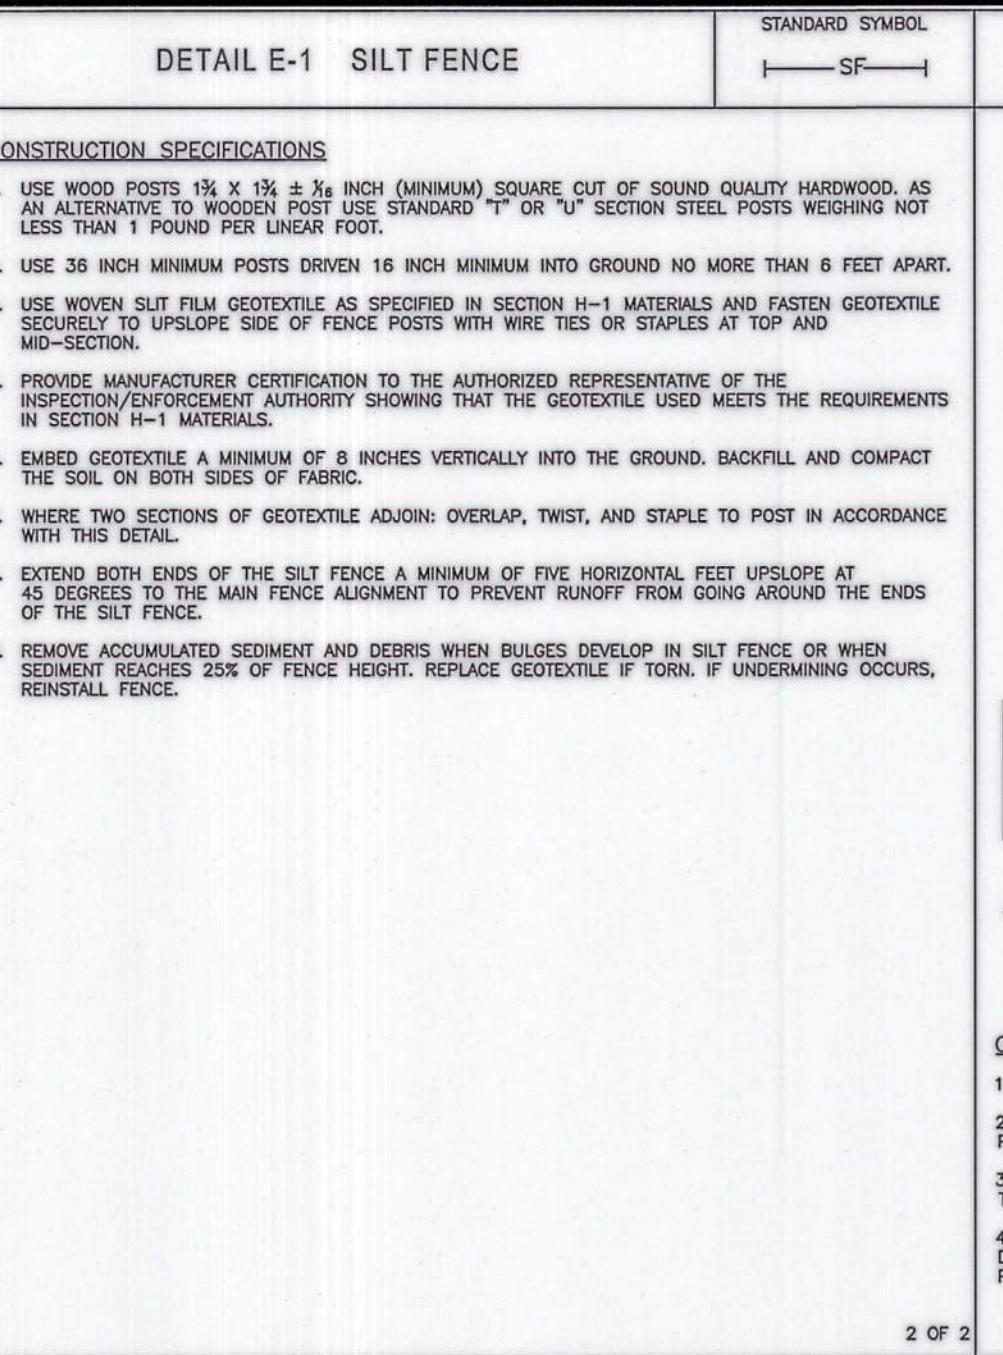 DETAIL E-1 SILT FENCE
STANDARD SYMBOL
SF
ONSTRUCTION SPECIFICATIONS
USE WOOD POSTS 1¾ X 1¾ ± 1/16 INCH (MINIMUM) SQUARE CUT OF SOUND QUALITY HARDWOOD. AS
AN ALTERNATIVE TO WOODEN POST USE STANDARD "T" OR "U" SECTION STEEL POSTS WEIGHING NOT
LESS THAN 1 POUND PER LINEAR FOOT.
USE 36 INCH MINIMUM POSTS DRIVEN 16 INCH MINIMUM INTO GROUND NO MORE THAN 6 FEET APART.
USE WOVEN SLIT FILM GEOTEXTILE AS SPECIFIED IN SECTION H-1 MATERIALS AND FASTEN GEOTEXTILE
SECURELY TO UPSLOPE SIDE OF FENCE POSTS WITH WIRE TIES OR STAPLES AT TOP AND
MID-SECTION.
PROVIDE MANUFACTURER CERTIFICATION TO THE AUTHORIZED REPRESENTATIVE OF THE
INSPECTION/ENFORCEMENT AUTHORITY SHOWING THAT THE GEOTEXTILE USED MEETS THE REQUIREMENTS
IN SECTION H-1 MATERIALS.
EMBED GEOTEXTILE A MINIMUM OF 8 INCHES VERTICALLY INTO THE GROUND. BACKFILL AND COMPACT
THE SOIL ON BOTH SIDES OF FABRIC.
WHERE TWO SECTIONS OF GEOTEXTILE ADJOIN: OVERLAP, TWIST, AND STAPLE TO POST IN ACCORDANCE
WITH THIS DETAIL.
EXTEND BOTH ENDS OF THE SILT FENCE A MINIMUM OF FIVE HORIZONTAL FEET UPSLOPE AT
45 DEGREES TO THE MAIN FENCE ALIGNMENT TO PREVENT RUNOFF FROM GOING AROUND THE ENDS
OF THE SILT FENCE.
REMOVE ACCUMULATED SEDIMENT AND DEBRIS WHEN BULGES DEVELOP IN SILT FENCE OR WHEN
SEDIMENT REACHES 25% OF FENCE HEIGHT. REPLACE GEOTEXTILE IF TORN. IF UNDERMINING OCCURS,
REINSTALL FENCE.
1
2
3
4
2 OF 2